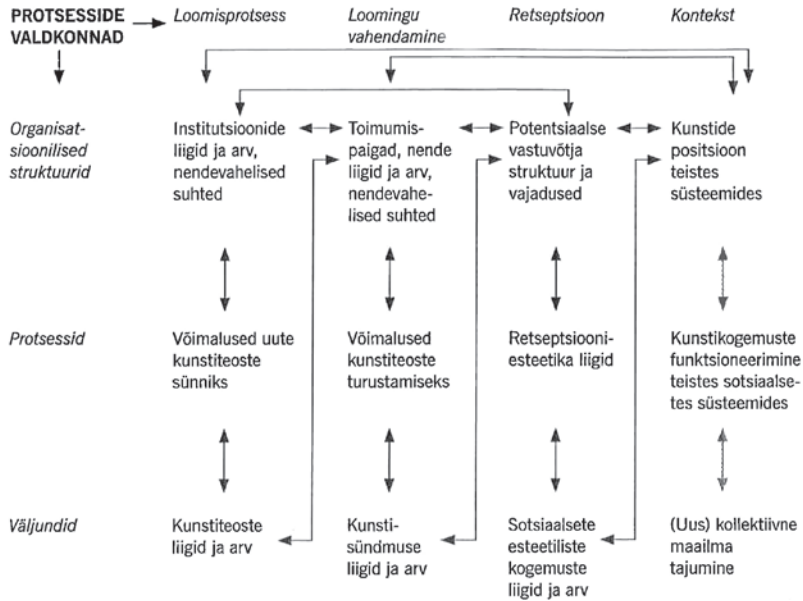 PROTSESSIDE
VALDKONNAD
Loomisprotsess
Loomingu
vahendamine
Retseptsioon
Kontekst
Organisat-
sioonilised
struktuurid
Institutsioonide
liigid ja arv,
nendevahelised
suhted
Toimumis-
paigad, nende
liigid ja arv,
nendevahe-
lised suhted
Potentsiaalse
vastuvõtja
struktuur ja
vajadused
Kunstide
positsioon
teistes
süsteemides
Protsessid
Võimalused uute
kunstiteoste
sünniks
Võimalused
kunstiteoste
turustamiseks
Retseptsiooni-
esteetika liigid
Kunstikogemuste
funktsioneerimine
teistes sotsiaalse-
tes süsteemides
Väljundid
Kunstiteoste
liigid ja arv
Kunsti-
sündmuse
liigid ja arv
Sotsiaalsete
esteetiliste
kogemuste
liigid ja arv
(Uus) kollektiivne
maailma
tajumine